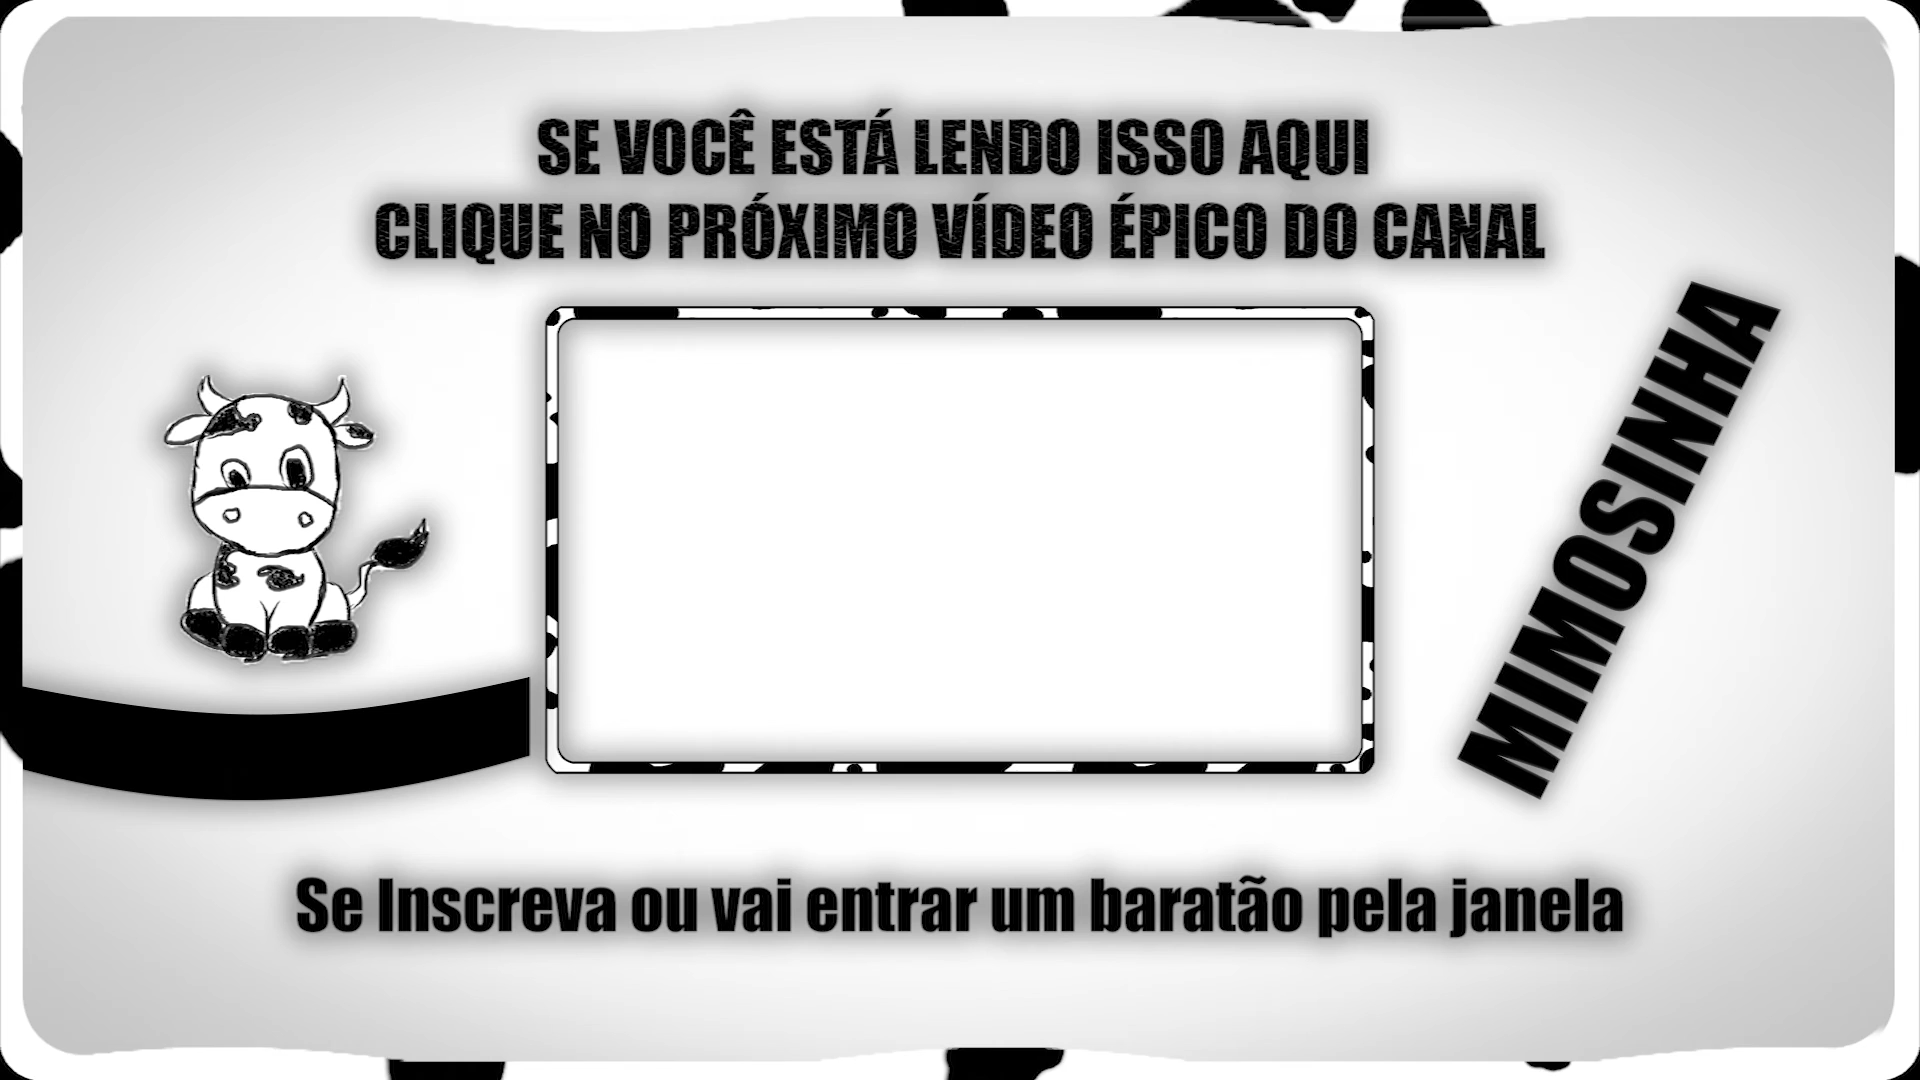 SE VOCÊ ESTÁ LENDO ISSO AQUI
CLIQUE NO PRÓXIMO VÍDEO ÉPICO DO CANAL
MIMOSINHA
Se Inscreva ou vai entrar um baratão pela janela